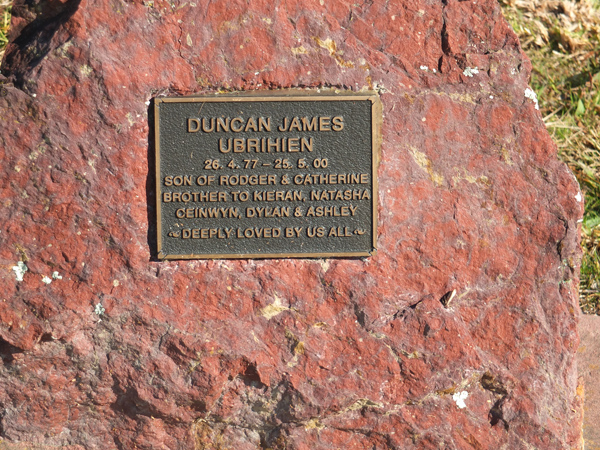 DUNCAN JAMES
UBRIHIEN
26. 4. 77 – 25. 5. 00
SON OF RODGER & CATHERINE
BROTHER TO KIERAN, NATASHA
CEINWYN, DYLAN & ASHLEY
~ DEEPLY LOVED BY US ALL ~